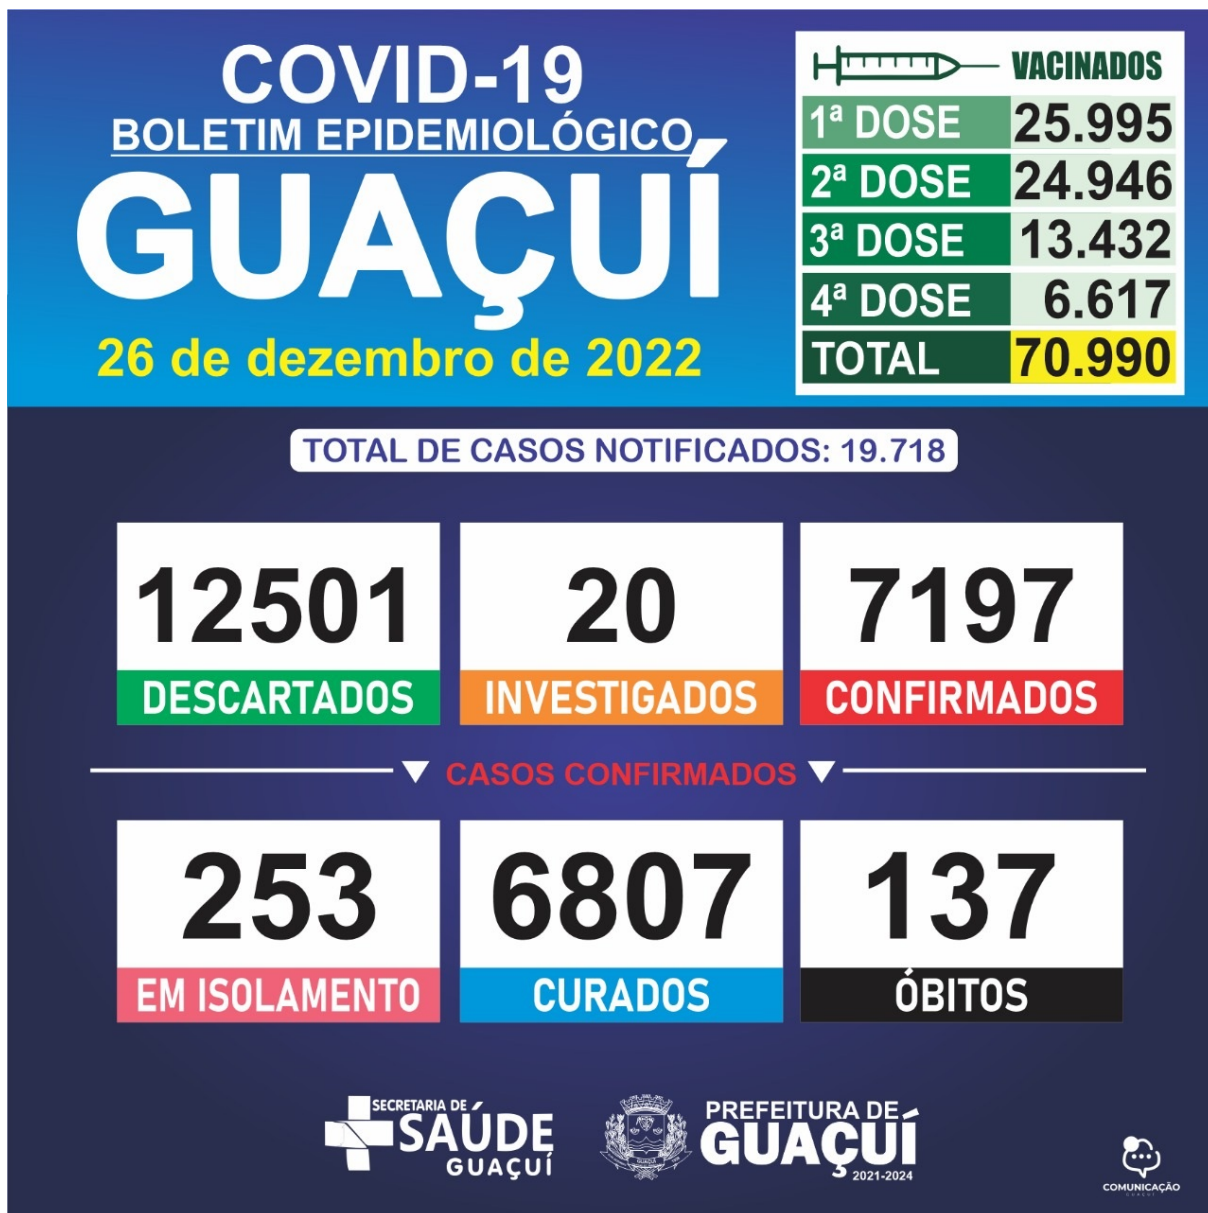 COVID-19
BOLETIM EPIDEMIOLÓGICO
GUAÇUÍ
26 de dezembro de 2022
VACINADOS
1ª DOSE 25.995
2ª DOSE 24.946
3ª DOSE 13.432
4ª DOSE 6.617
TOTAL 70.990
TOTAL DE CASOS NOTIFICADOS: 19.718
12501
DESCARTADOS
20
INVESTIGADOS
7197
CONFIRMADOS
CASOS CONFIRMADOS
253
EM ISOLAMENTO
6807
CURADOS
137
ÓBITOS
SECRETARIA DE
SAÚDE
GUAÇUÍ
GUAÇUÍ
PREFEITURA DE
GUAÇUÍ
2021-2024
COMUNICAÇÃO
GUAÇUÍ